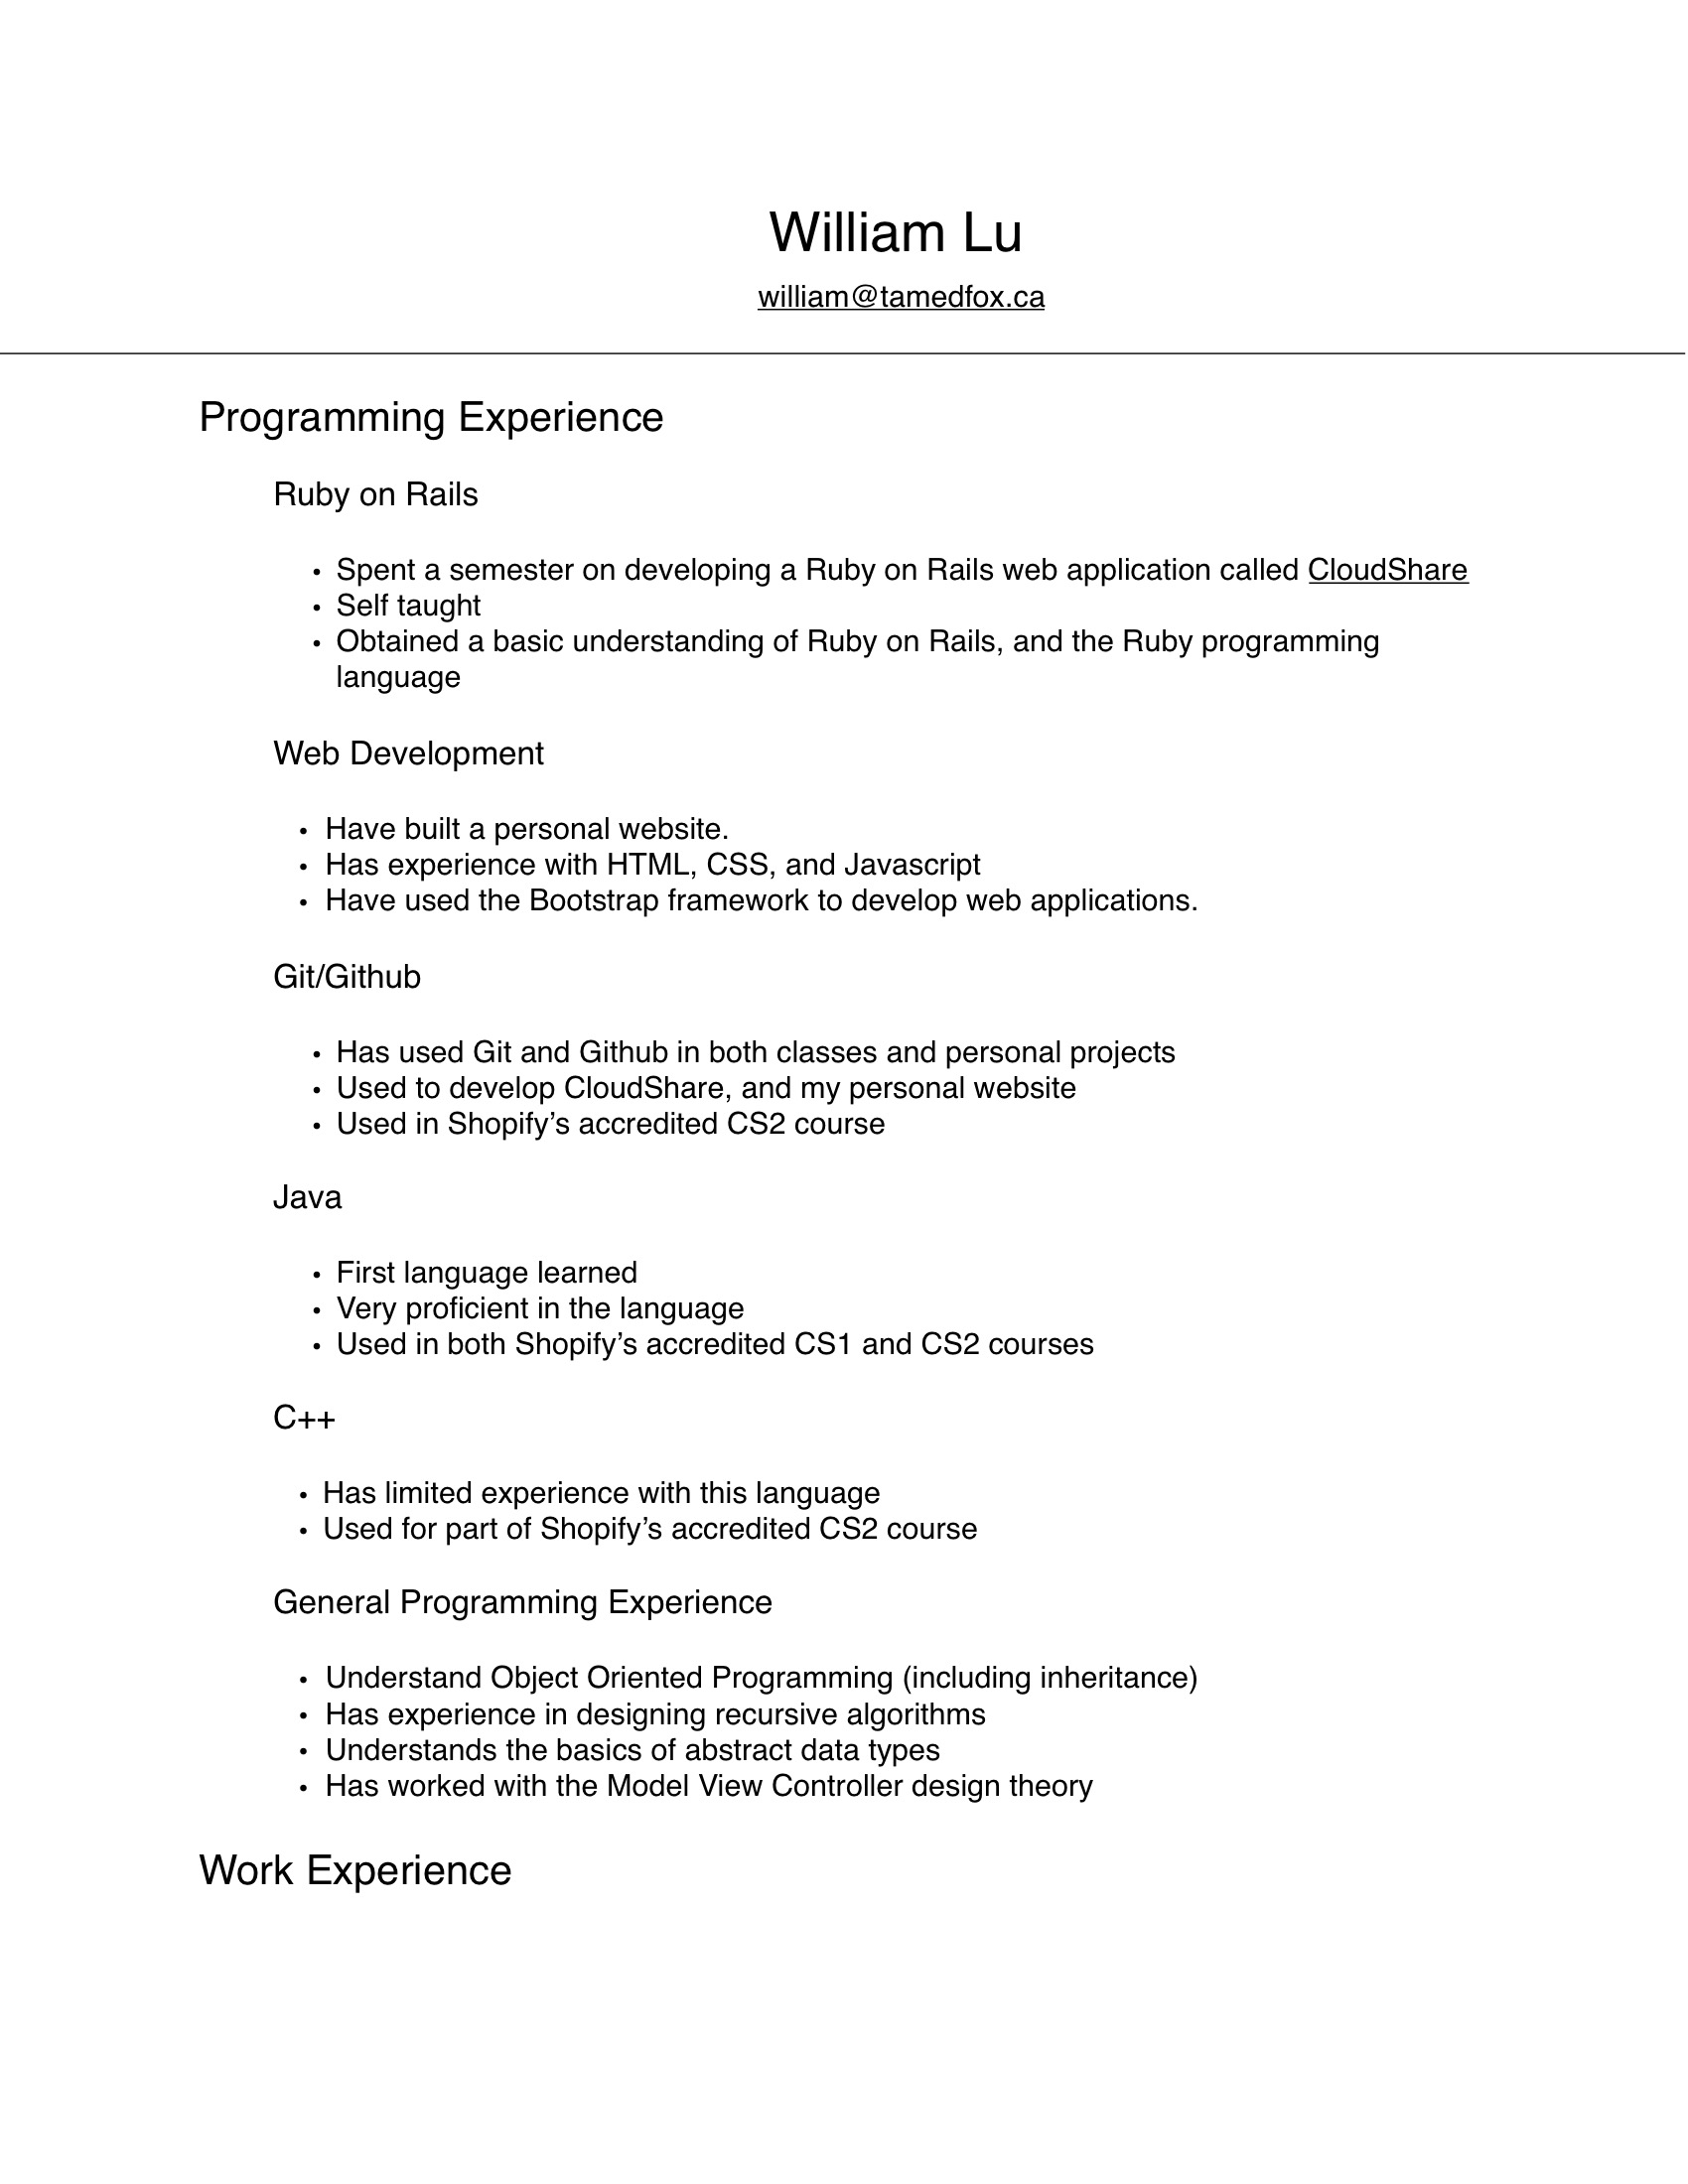 William Lu
william@tamedfox.ca
Programming Experience
Ruby on Rails
• Spent a semester on developing a Ruby on Rails web application called CloudShare
• Self taught
• Obtained a basic understanding of Ruby on Rails, and the Ruby programming
language
Web Development
• Have built a personal website.
• Has experience with HTML, CSS, and Javascript
• Have used the Bootstrap framework to develop web applications.
Git/Github
• Has used Git and Github in both classes and personal projects
• Used to develop CloudShare, and my personal website
• Used in Shopify’s accredited CS2 course
Java
• First language learned
• Very proficient in the language
• Used in both Shopify’s accredited CS1 and CS2 courses
C++
• Has limited experience with this language
• Used for part of Shopify’s accredited CS2 course
General Programming Experience
• Understand Object Oriented Programming (including inheritance)
• Has experience in designing recursive algorithms
• Understands the basics of abstract data types
• Has worked with the Model View Controller design theory
Work Experience